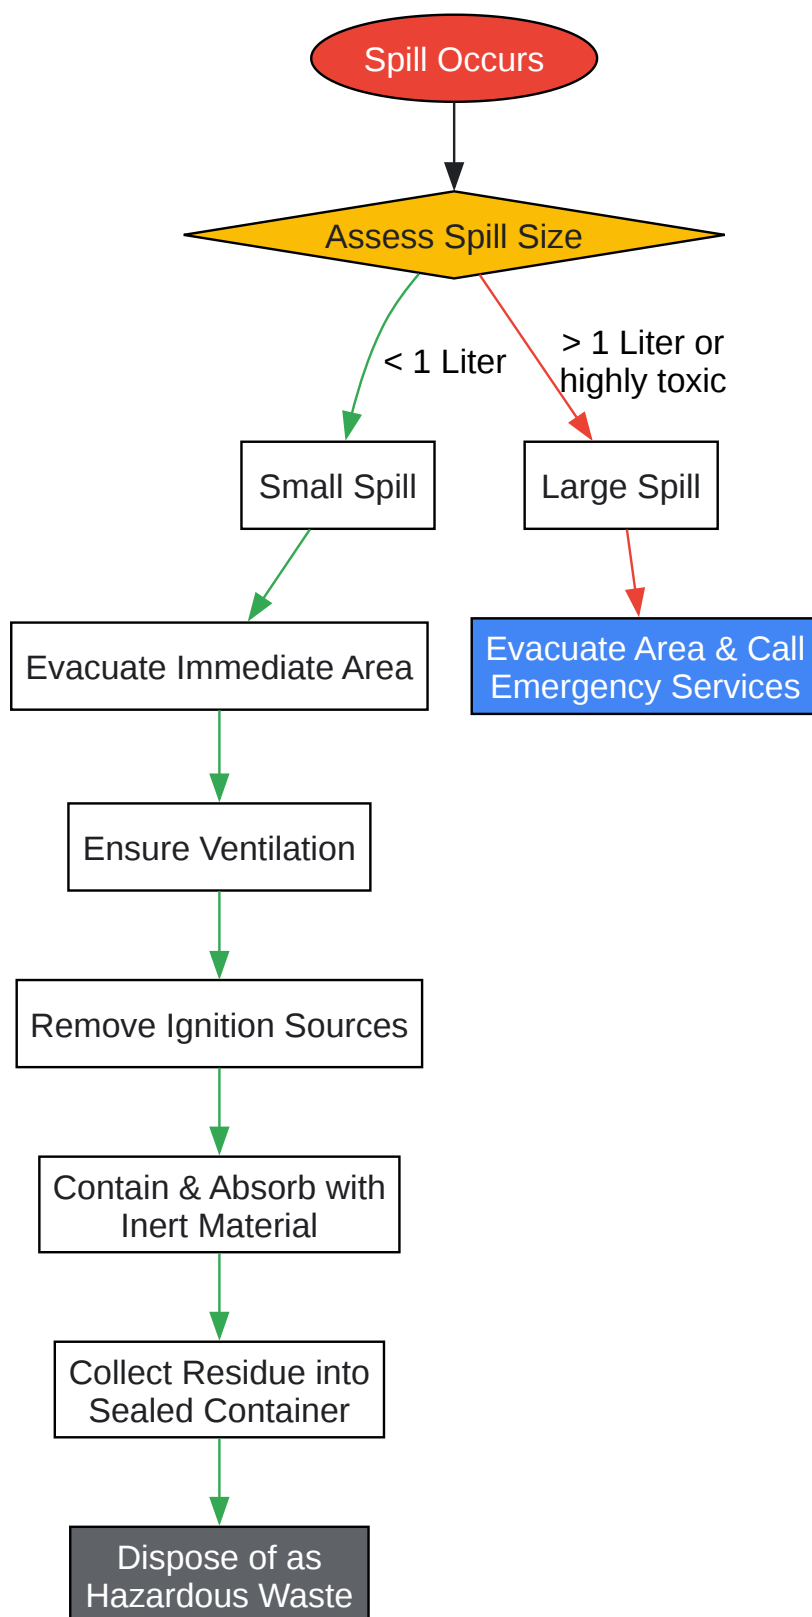 Spill Occurs
Assess Spill Size
< 1 Liter
> 1 Liter or
highly toxic
Small Spill
Large Spill
Evacuate Immediate Area
Evacuate Area & Call
Emergency Services
Ensure Ventilation
Remove Ignition Sources
Contain & Absorb with
Inert Material
Collect Residue into
Sealed Container
Dispose of as
Hazardous Waste